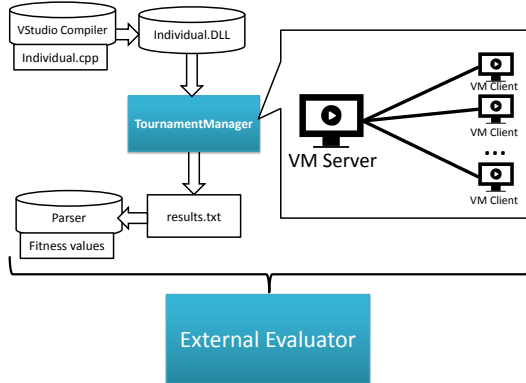 VStudio Compiler
Individual.cpp
Individual.DLL
TournamentManager
VM Server
VM Client
VM Client
...
VM Client
Parser
Fitness values
results.txt
External Evaluator